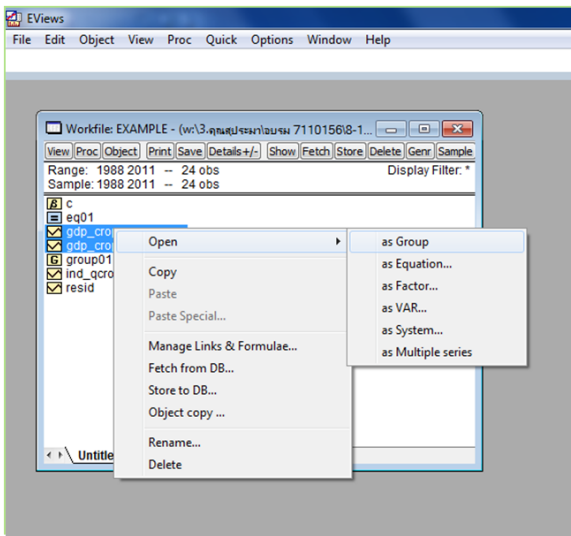 EViews
File Edit Object View Proc Quick Options Window Help
Workfile: EXAMPLE - (w:\3.คุณสุประมา\อบรม 7110156\8-1...
View Proc Object Print Save Details+/- Show Fetch Store Delete Genr Sample
Range: 1988 2011 -- 24 obs Display Filter: *
Sample: 1988 2011 -- 24 obs
c
eq01
gdp_cro
gdp_cro
group01
ind_qcro
resid
Open
Copy
Paste
Paste Special...
Manage Links & Formulae...
Fetch from DB...
Store to DB...
Object copy ...
Rename...
Delete
as Group
as Equation...
as Factor...
as VAR...
as System...
as Multiple series
Untitle